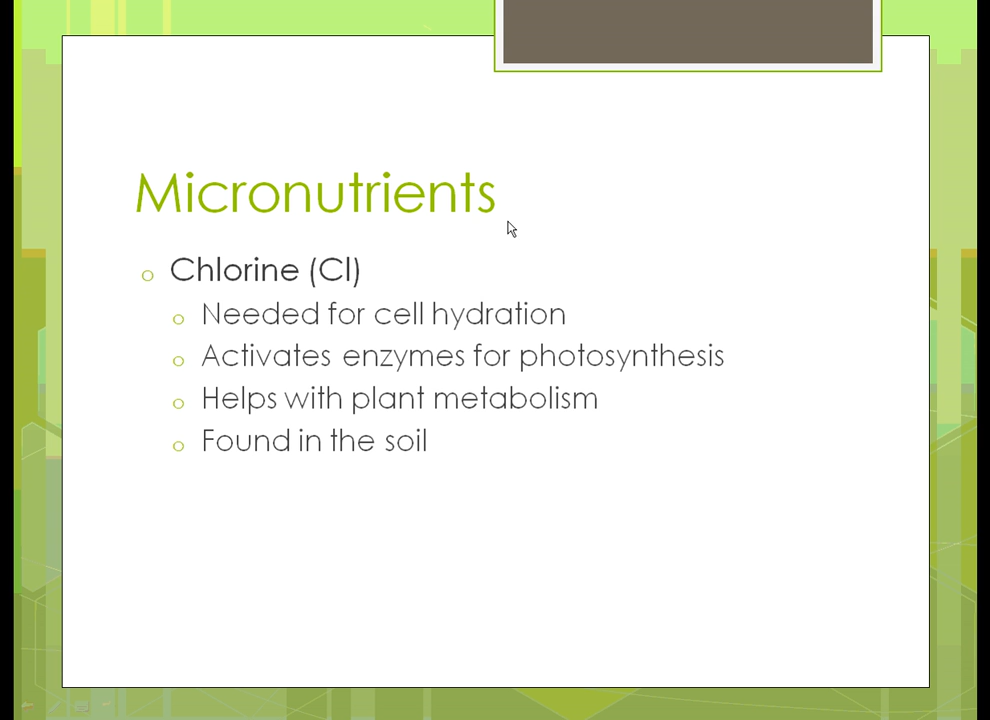 Micronutrients
Chlorine (Cl)
Needed for cell hydration
Activates enzymes for photosynthesis
Helps with plant metabolism
Found in the soil